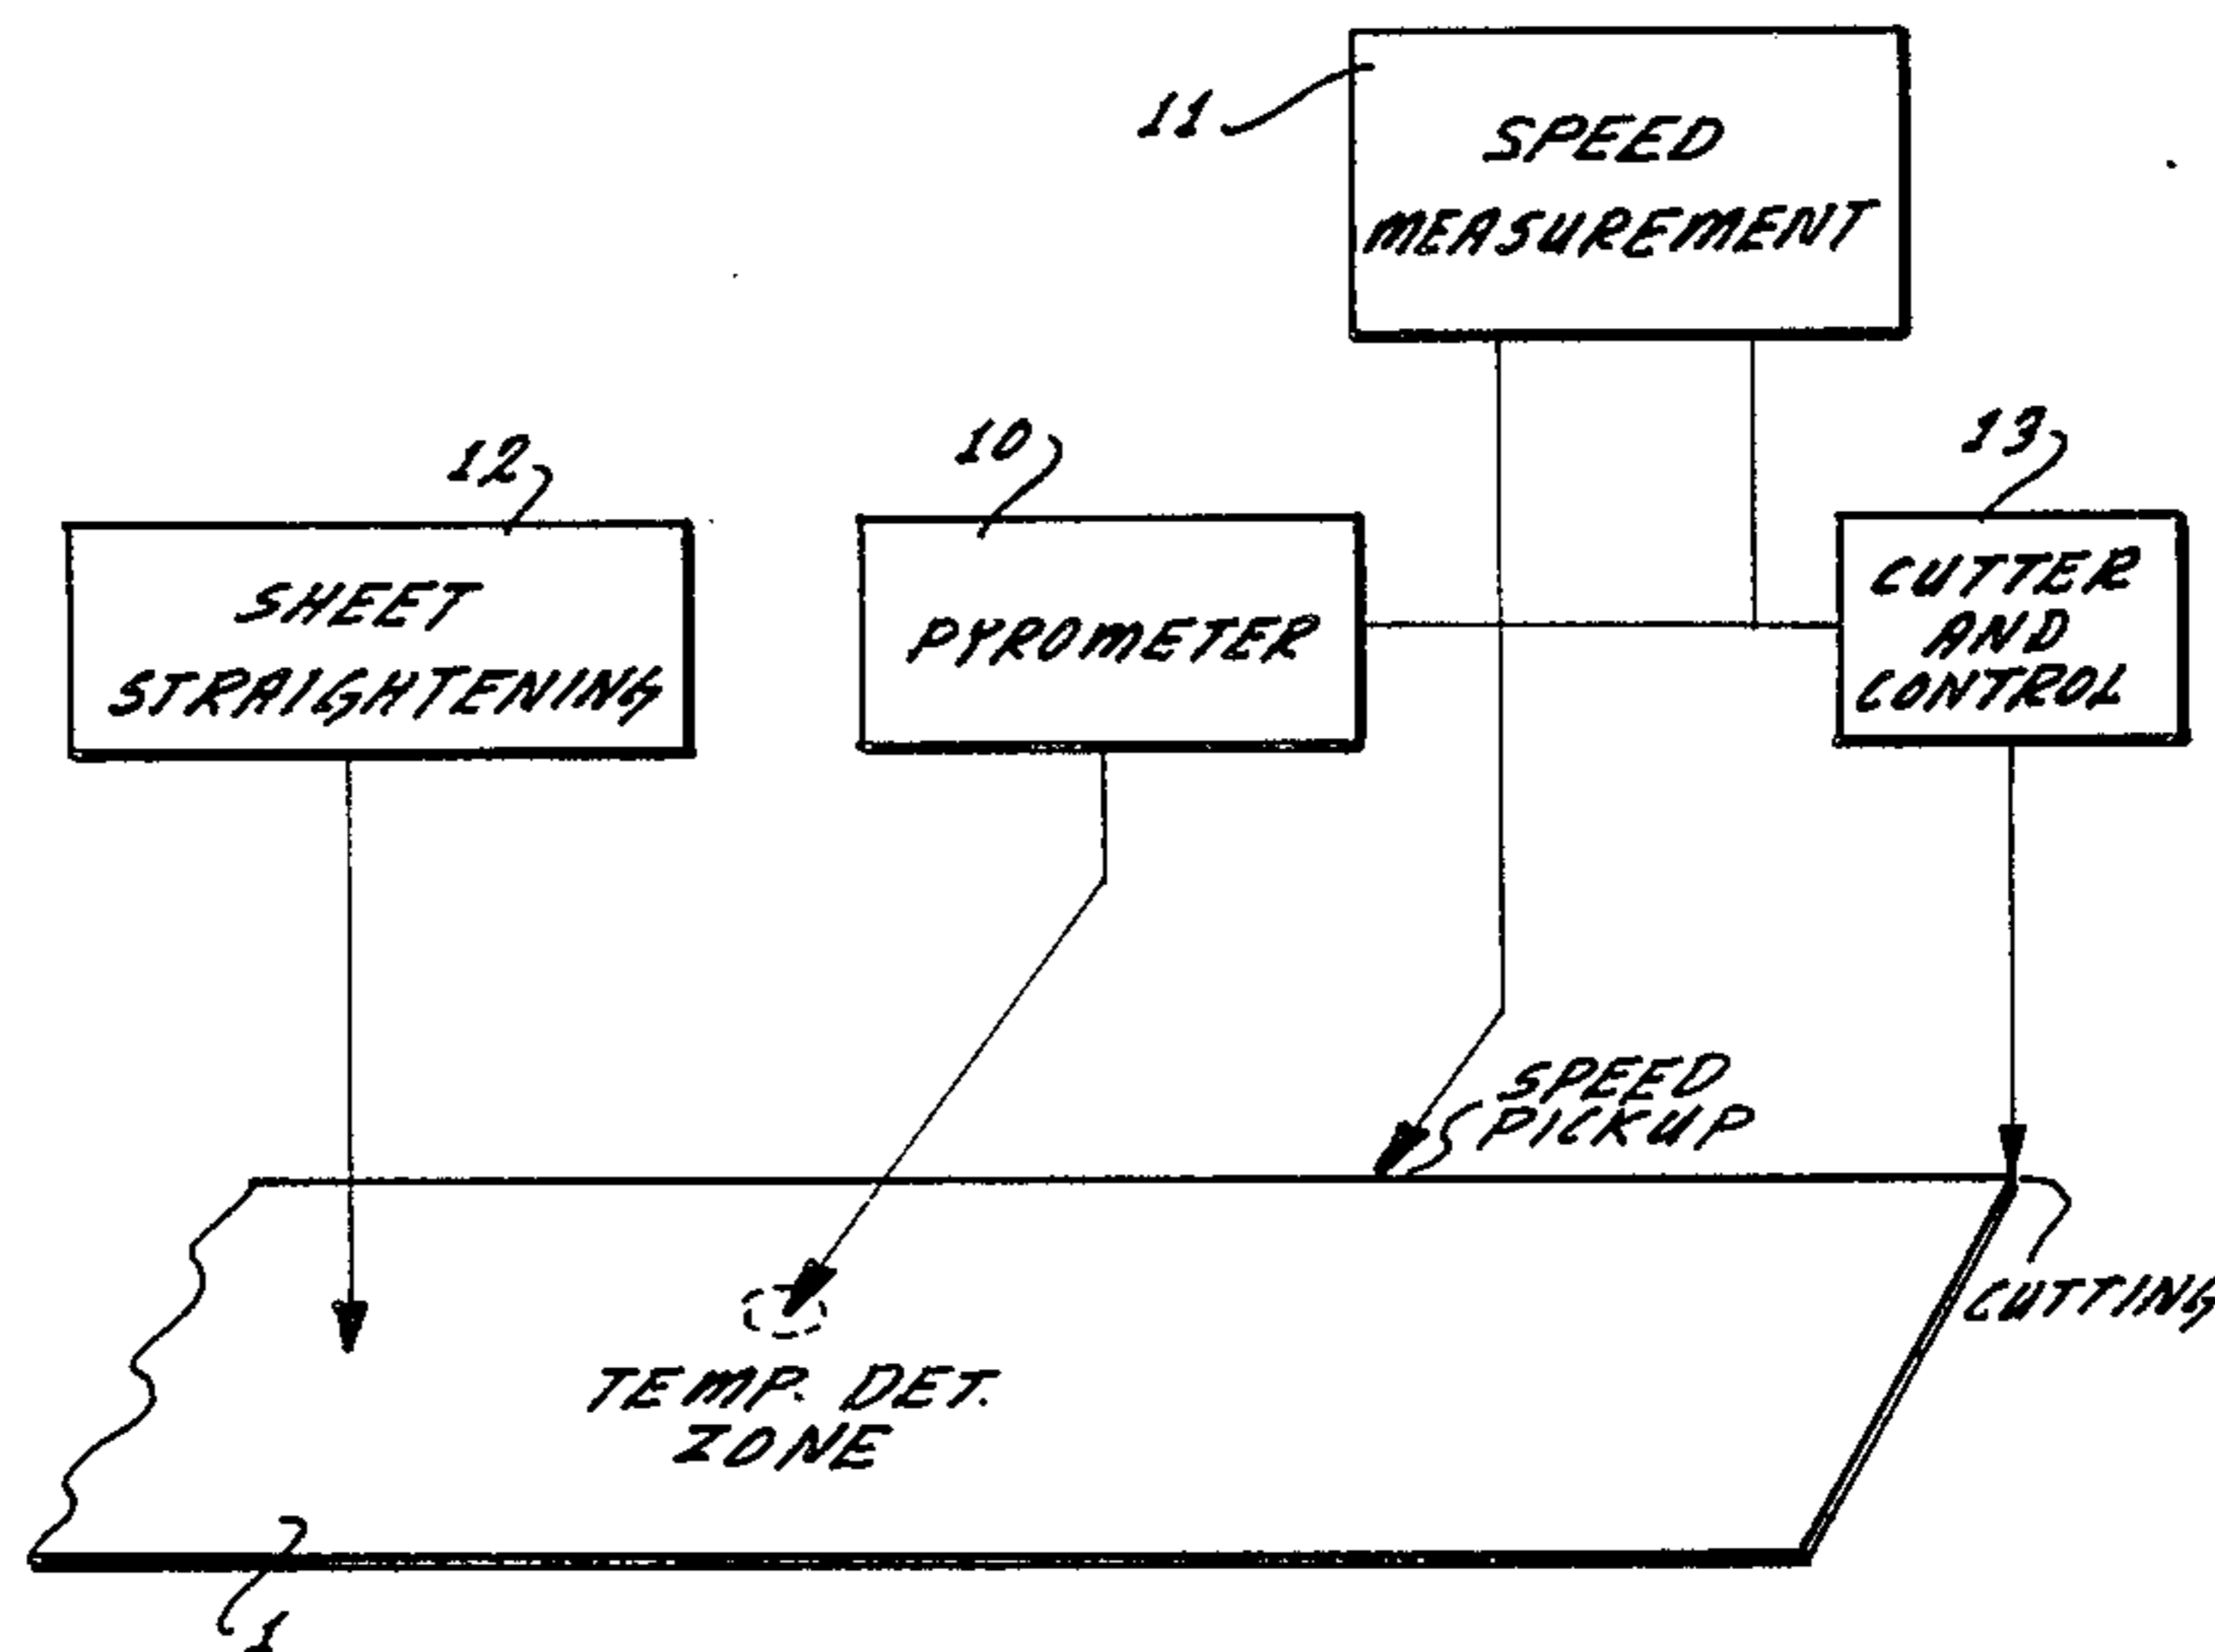 11
SPEED
MEASUREMENT
12
10
13
SHEET
STRAIGHTENING
PYROMETER
CUTTER
AND
CONTROL
SPEED
PICKUP
CUTTING
TEMP. DET.
ZONE
1